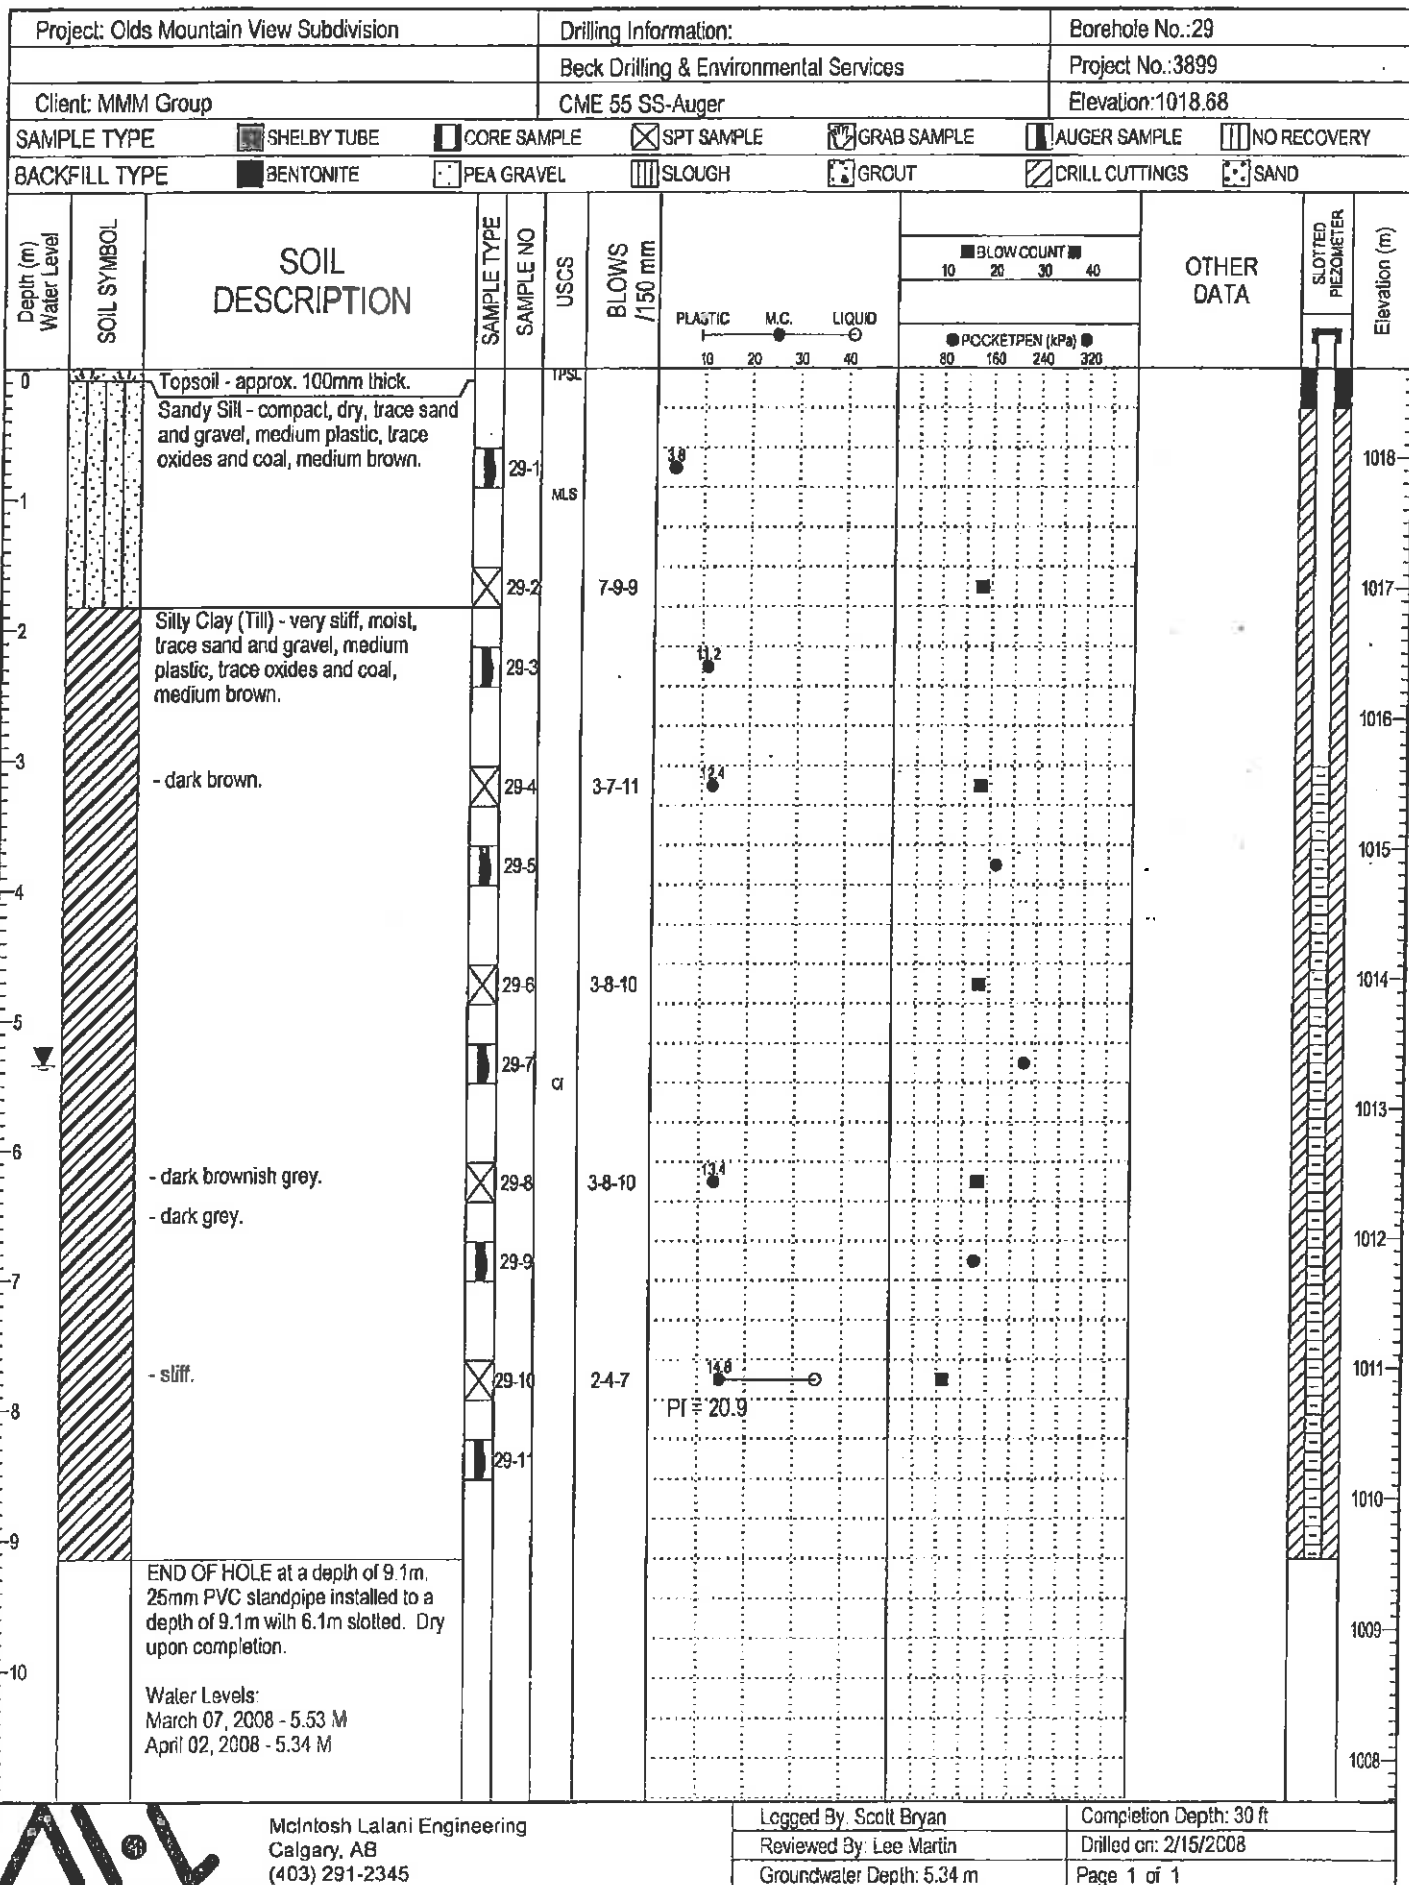 Project: Olds Mountain View Subdivision
Drilling Information:
Borehole No.:29
Beck Drilling & Environmental Services
Project No.:3899
Client: MMM Group
CME 55 SS-Auger
Elevation:1018.68
SAMPLE TYPE
SHELBY TUBE
CORE SAMPLE
SPT SAMPLE
GRAB SAMPLE
AUGER SAMPLE
NO RECOVERY
BACKFILL TYPE
BENTONITE
PEA GRAVEL
SLOUGH
GROUT
DRILL CUTTINGS
SAND
Depth (m)
Water Level
SOIL SYMBOL
SOIL
DESCRIPTION
SAMPLE TYPE
SAMPLE NO
USCS
BLOWS
/150 mm
PLASTIC M.C. LIQUID
10 20 30 40
BLOW COUNT
10 20 30 40
POCKETPEN (kPa)
80 160 240 320
OTHER
DATA
SLOTTED
PIEZOMETER
Elevation (m)
0
Topsoil - approx. 100mm thick.
TPSL
Sandy Silt - compact, dry, trace sand
and gravel, medium plastic, trace
oxides and coal, medium brown.
29-1
3.8
1018
1
MLS
29-2
7-9-9
1017
2
Silty Clay (Till) - very stiff, moist,
trace sand and gravel, medium
plastic, trace oxides and coal,
medium brown.
29-3
11.2
1016
3
- dark brown.
29-4
3-7-11
12.4
29-5
1015
4
29-6
3-8-10
1014
5
29-7
CI
1013
6
- dark brownish grey.
29-8
3-8-10
13.4
- dark grey.
29-9
1012
7
- stiff.
29-10
2-4-7
14.8
PI = 20.9
1011
8
29-11
1010
9
END OF HOLE at a depth of 9.1m,
25mm PVC standpipe installed to a
depth of 9.1m with 6.1m slotted. Dry
upon completion.
1009
10
Water Levels:
March 07, 2008 - 5.53 M
April 02, 2008 - 5.34 M
1008
McIntosh Lalani Engineering
Calgary, AB
(403) 291-2345
Logged By: Scott Bryan
Completion Depth: 30 ft
Reviewed By: Lee Martin
Drilled on: 2/15/2008
Groundwater Depth: 5.34 m
Page 1 of 1